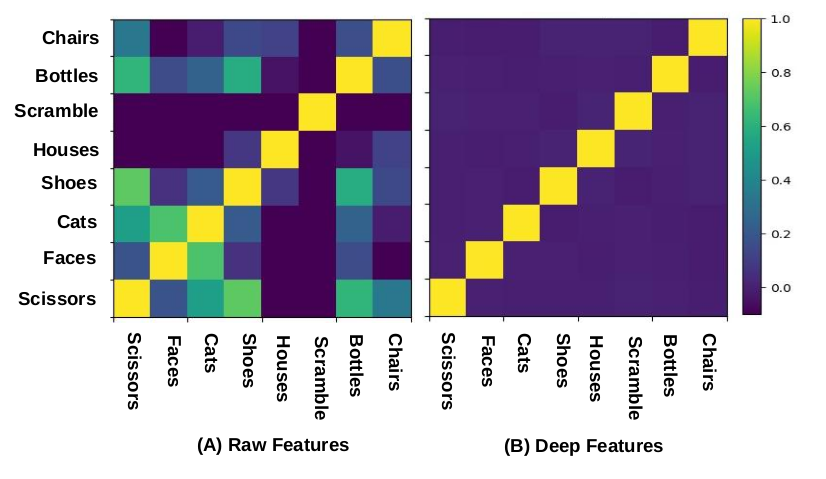 Chairs
Bottles
Scramble
Houses
Shoes
Cats
Faces
Scissors
Scissors
Faces
Cats
Shoes
Houses
Scramble
Bottles
Chairs
(A) Raw Features
Scissors
Faces
Cats
Shoes
Houses
Scramble
Bottles
Chairs
(B) Deep Features
1.0
0.8
0.6
0.4
0.2
0.0